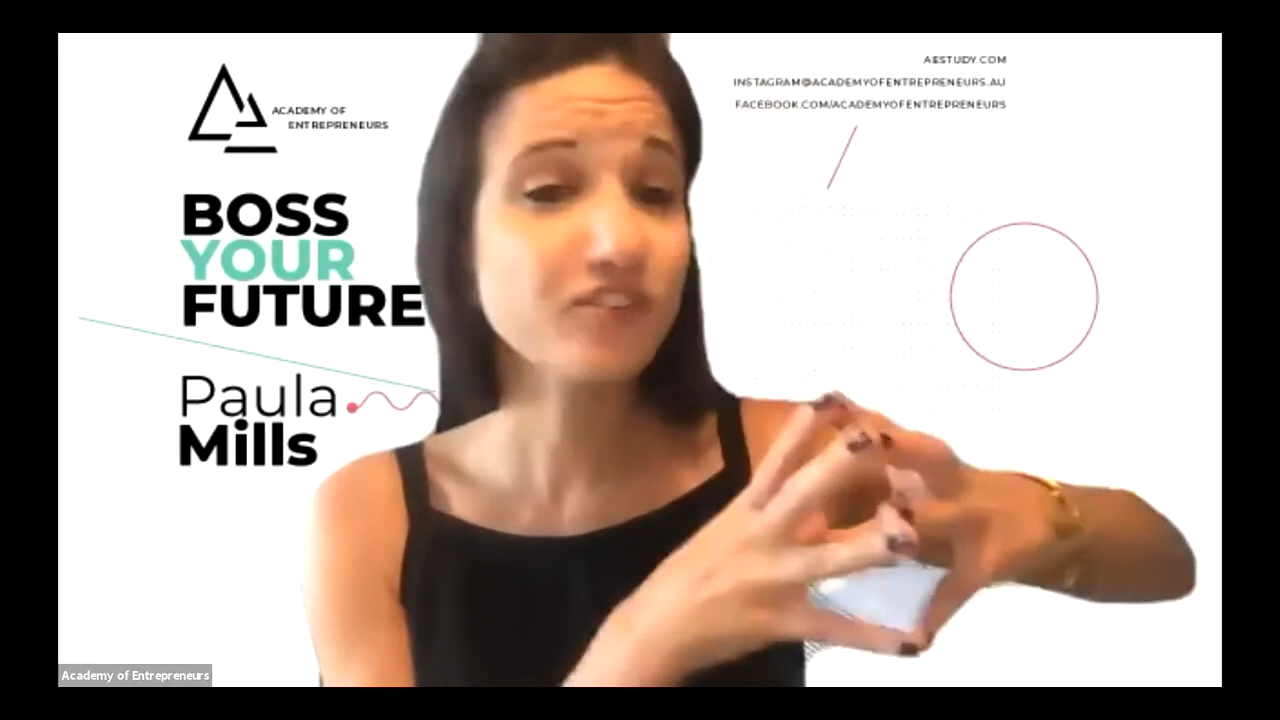 ACADEMY OF
ENTREPRENEURS
AESTUDY.COM
INSTAGRAM@ACADEMYOFENTREPRENEURS.AU
FACEBOOK.COM/ACADEMYOFENTREPRENEURS
BOSS
YOUR
FUTURE
Paula
Mills
Academy of Entrepreneurs